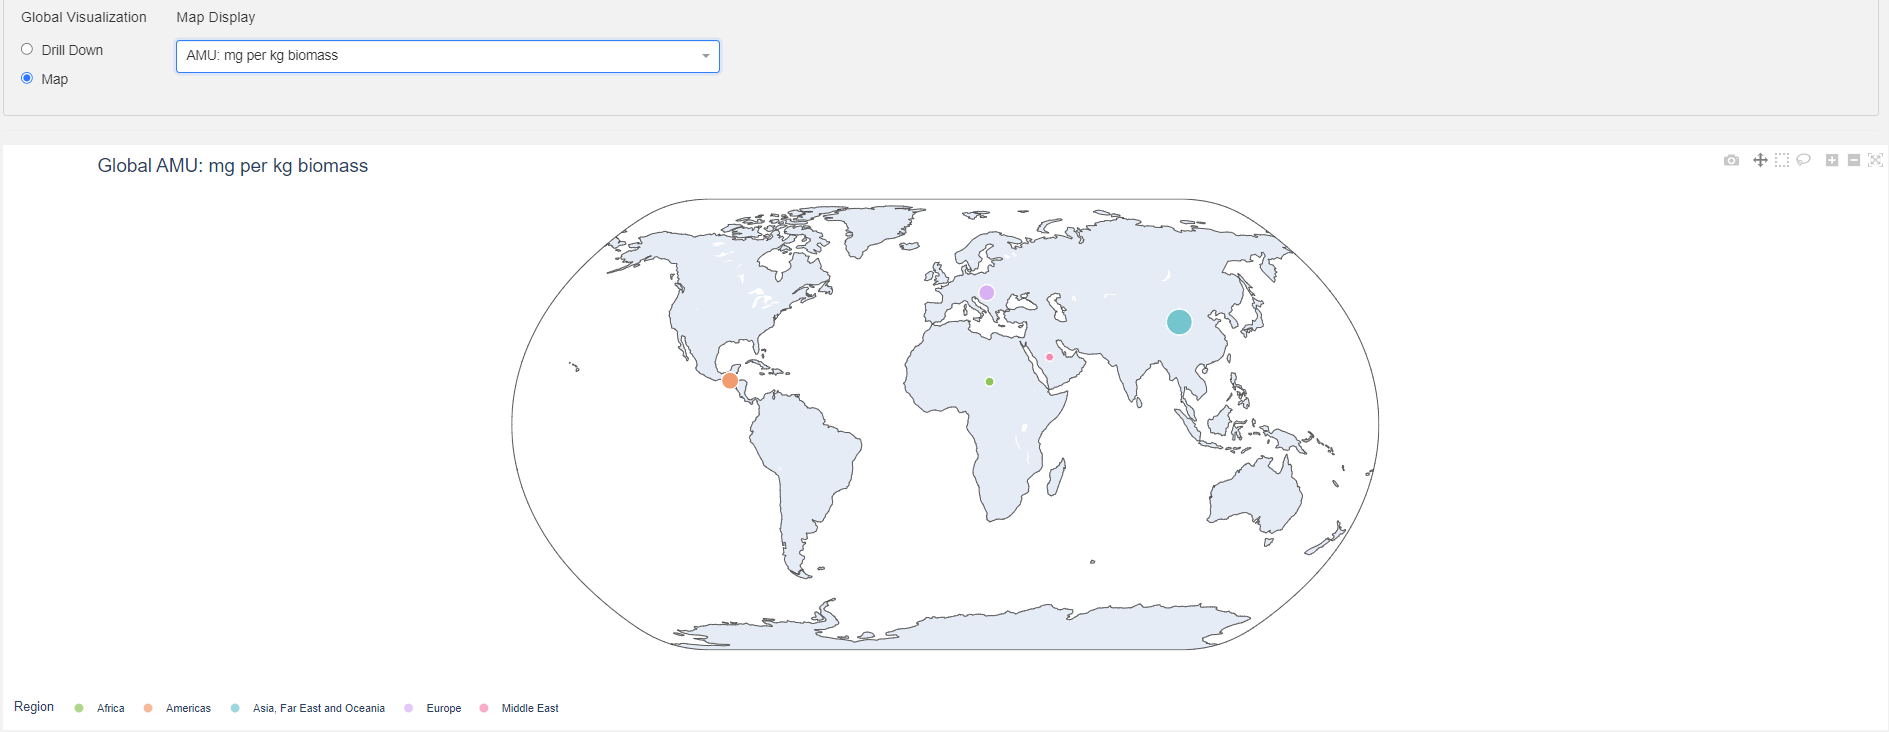 Global Visualization
Map Display
Drill Down
AMU: mg per kg biomass
Map
Global AMU: mg per kg biomass
Region Africa Americas Asia, Far East and Oceania Europe Middle East